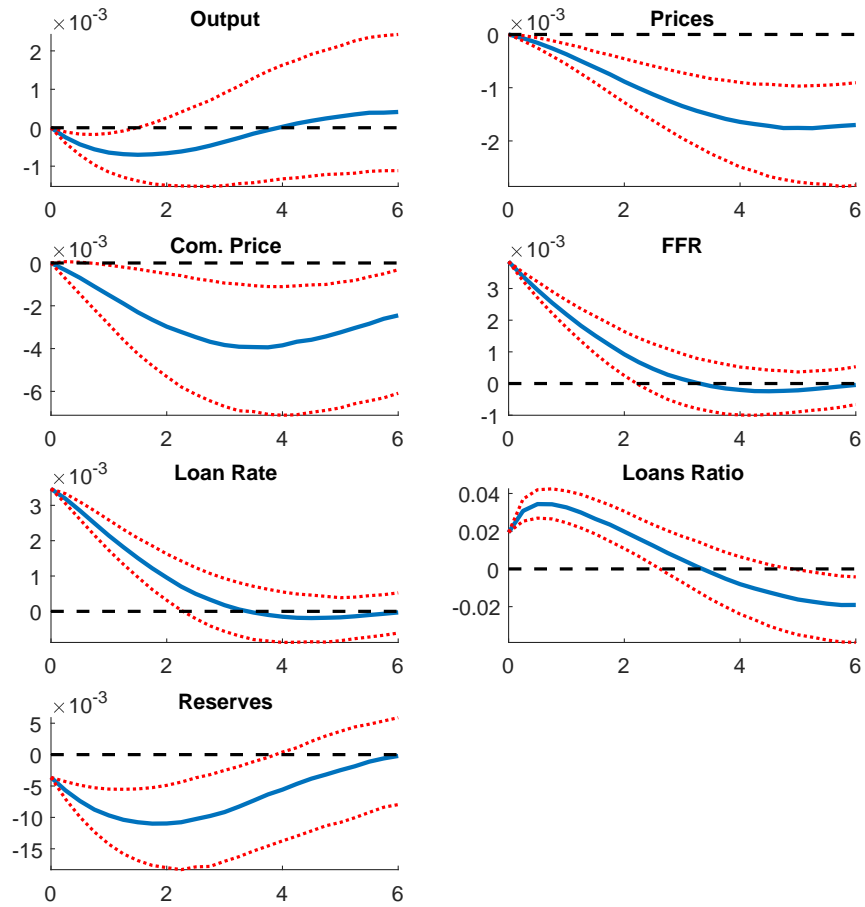 ×10⁻³
Output
2
1
0
-1
0 2 4 6
×10⁻³
Prices
0
-1
-2
0 2 4 6
×10⁻³
Com. Price
0
-2
-4
-6
0 2 4 6
×10⁻³
FFR
3
2
1
0
-1
0 2 4 6
×10⁻³
Loan Rate
3
2
1
0
0 2 4 6
Loans Ratio
0.04
0.02
0
-0.02
0 2 4 6
×10⁻³
Reserves
5
0
-5
-10
-15
0 2 4 6